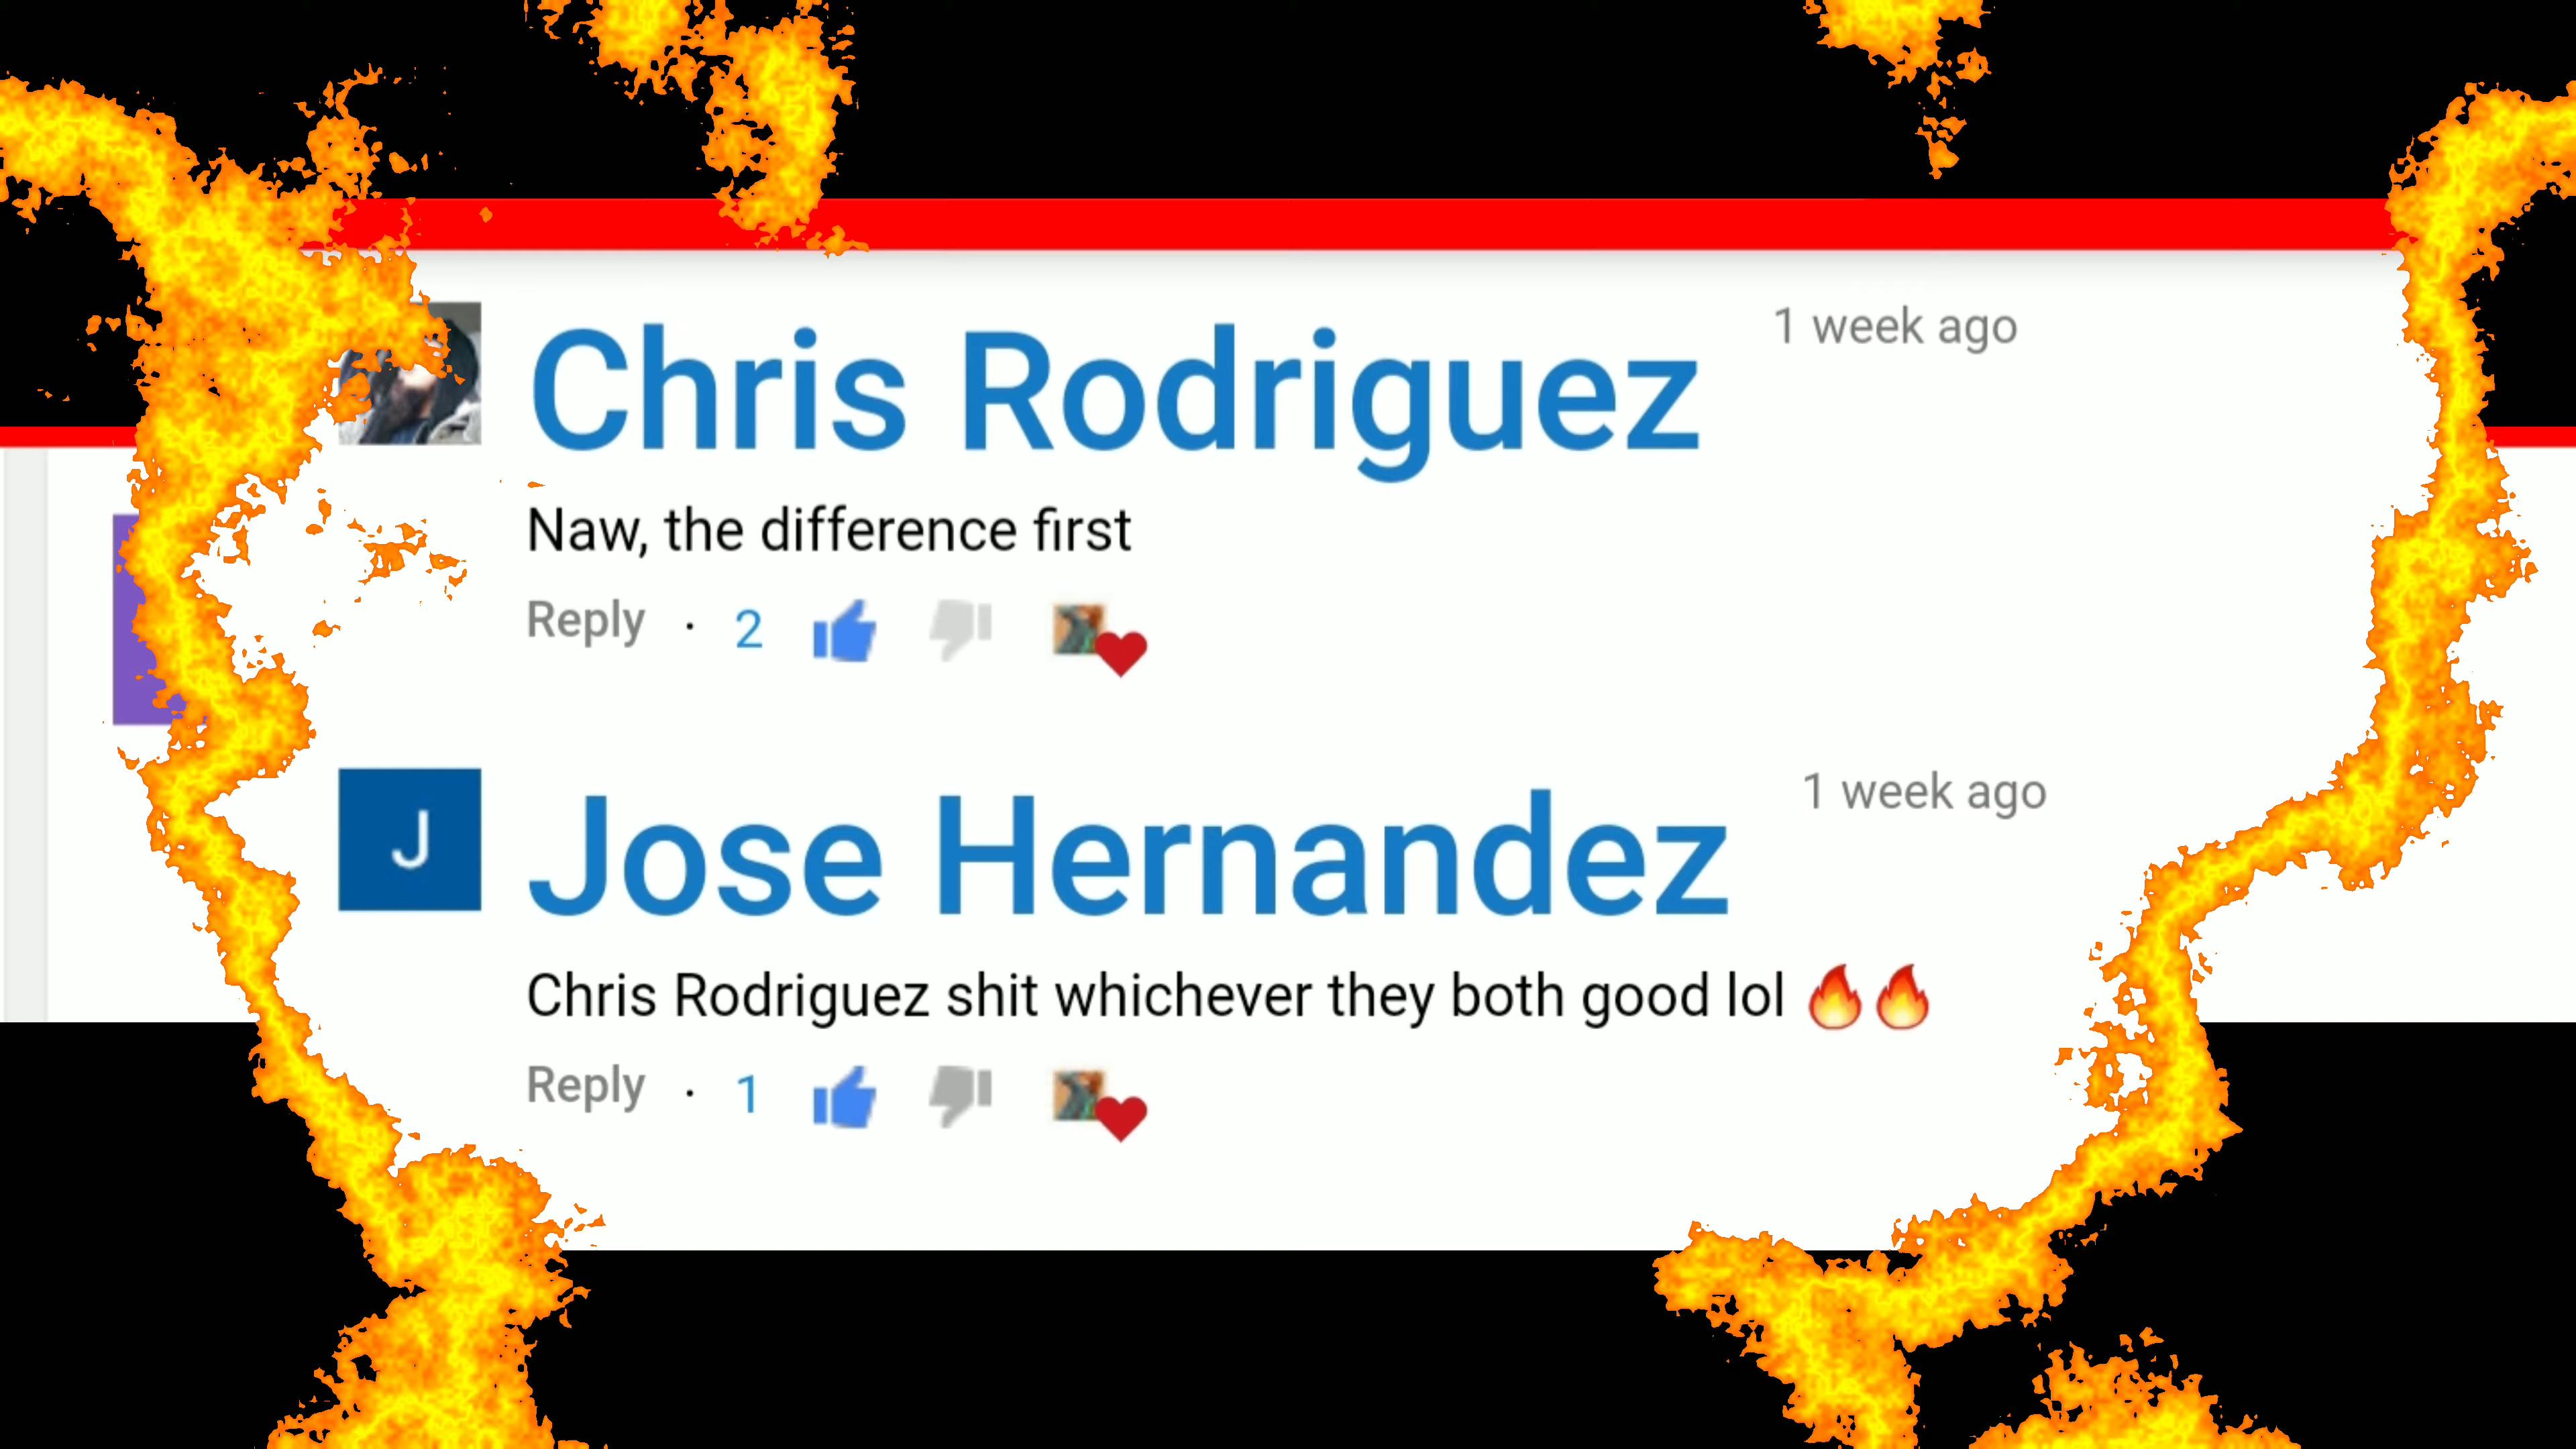 Chris Rodriguez 1 week ago
Naw, the difference first
Reply · 2
J Jose Hernandez 1 week ago
Chris Rodriguez shit whichever they both good lol 🔥🔥
Reply · 1